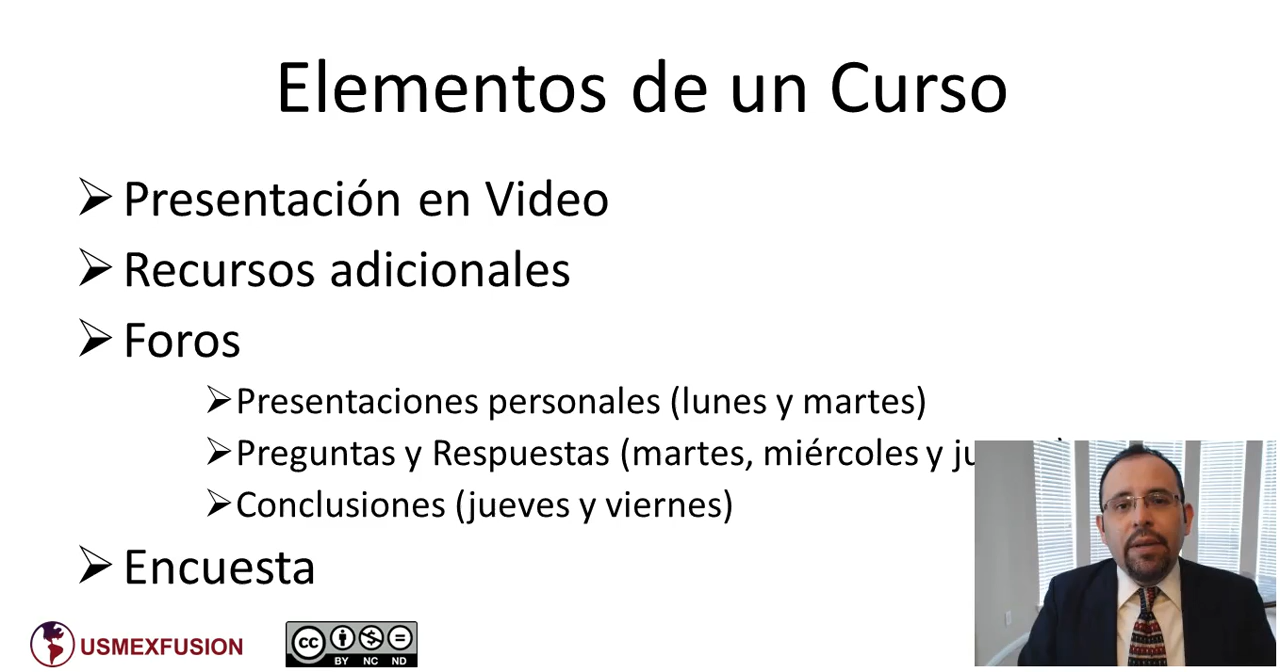 Elementos de un Curso
Presentación en Video
Recursos adicionales
Foros
Presentaciones personales (lunes y martes)
Preguntas y Respuestas (martes, miércoles y
Conclusiones (jueves y viernes)
Encuesta
USMEXFUSION
cc
BY NC ND